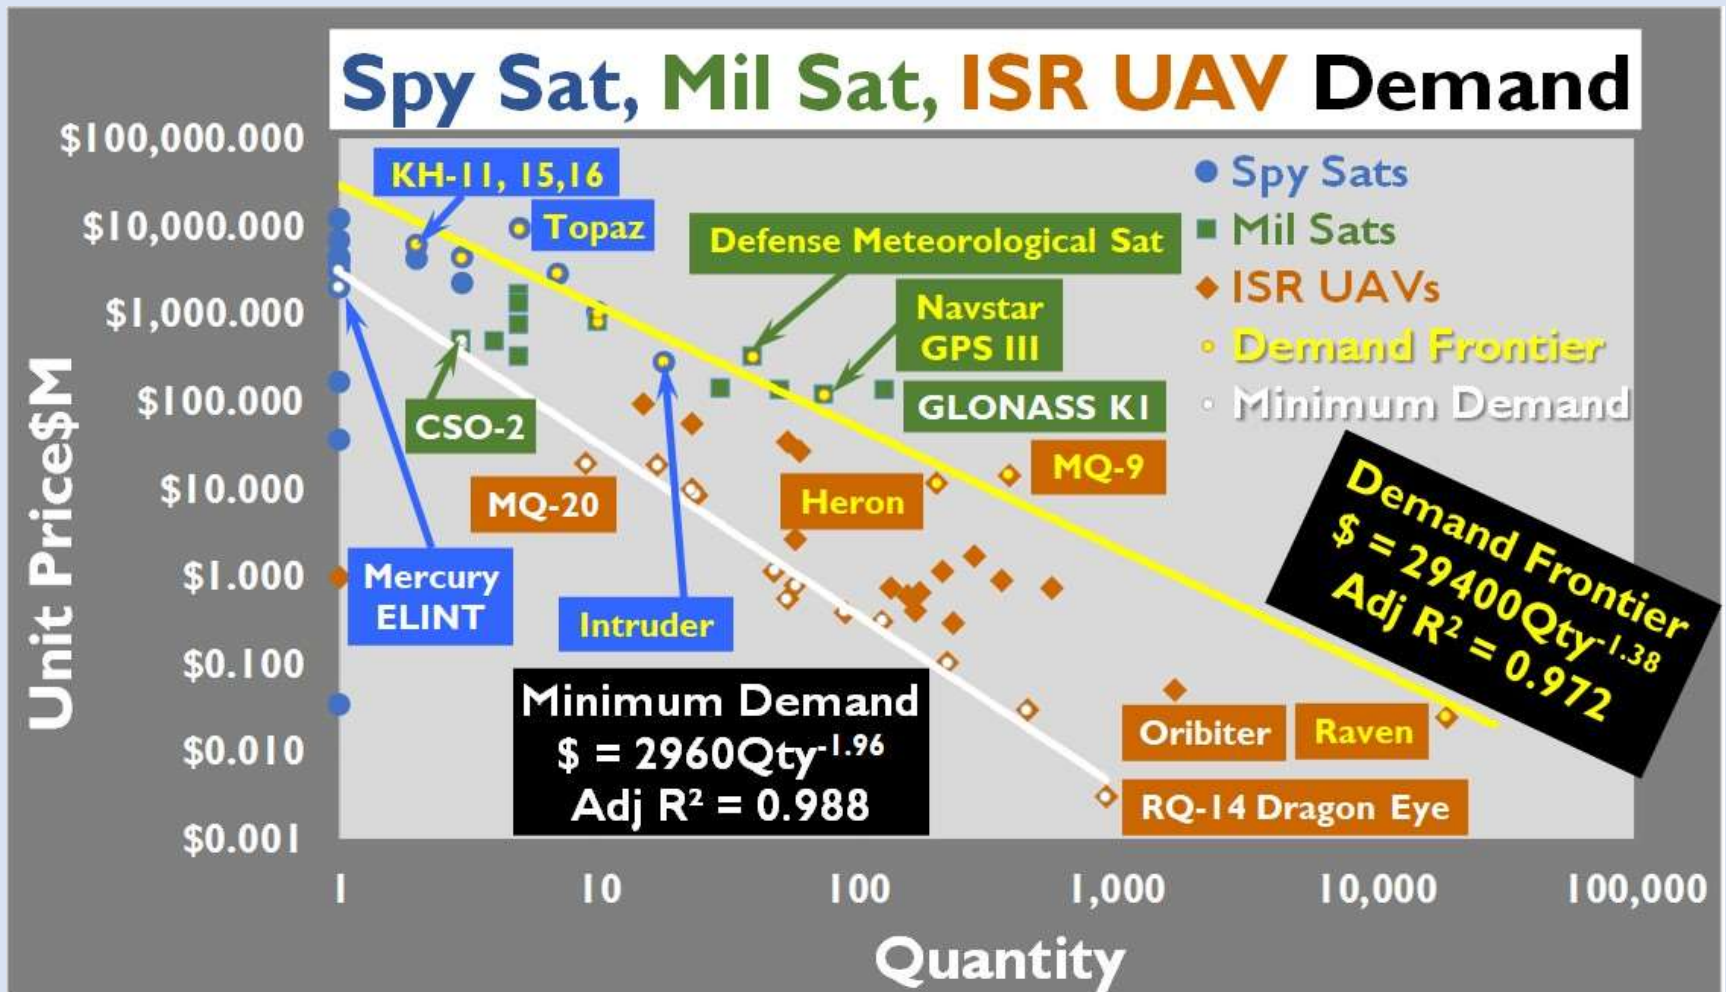 Spy Sat, Mil Sat, ISR UAV Demand
$100,000.000
$10,000.000
$1,000.000
$100.000
$10.000
$1.000
$0.100
$0.010
$0.001
Unit Price$M
KH-11, 15,16
Topaz
Defense Meteorological Sat
Navstar
GPS III
GLONASS K1
CSO-2
MQ-20
Heron
MQ-9
Mercury
ELINT
Intruder
Spy Sats
Mil Sats
ISR UAVs
Demand Frontier
Minimum Demand
Demand Frontier
$ = 29400Qty-1.38
Adj R² = 0.972
Minimum Demand
$ = 2960Qty-1.96
Adj R² = 0.988
Oribiter
Raven
RQ-14 Dragon Eye
1
10
100
1,000
10,000
100,000
Quantity